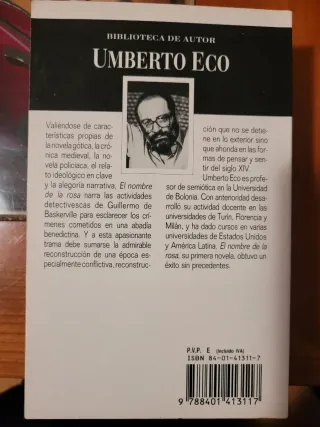 BIBLIOTECA DE AUTOR
UMBERTO ECO
Valiéndose de carac-
terísticas propias de
la novela gótica, la cró-
nica medieval, la no-
vela policíaca, el rela-
to ideológico en clave
y la alegoría narrativa, El nombre
de la rosa narra las actividades
detectivescas de Guillermo de
Baskerville para esclarecer los crí-
menes cometidos en una abadía
benedictina. Y a esta apasionante
trama debe sumarse la admirable
reconstrucción de una época es-
pecialmente conflictiva, reconstruc-
ción que no se detie-
ne en lo exterior sino
que ahonda en las for-
mas de pensar y sen-
tir del siglo XIV.
Umberto Eco es profe-
sor de semiótica en la Universidad
de Bolonia. Con anterioridad desa-
rrolló su actividad docente en las
universidades de Turín, Florencia y
Milán, y ha dado cursos en varias
universidades de Estados Unidos
y América Latina. El nombre de la
rosa, su primera novela, obtuvo un
éxito sin precedentes.
P.V.P. E (Incluido IVA)
ISBN 84-01-41311-7
9 788401 413117